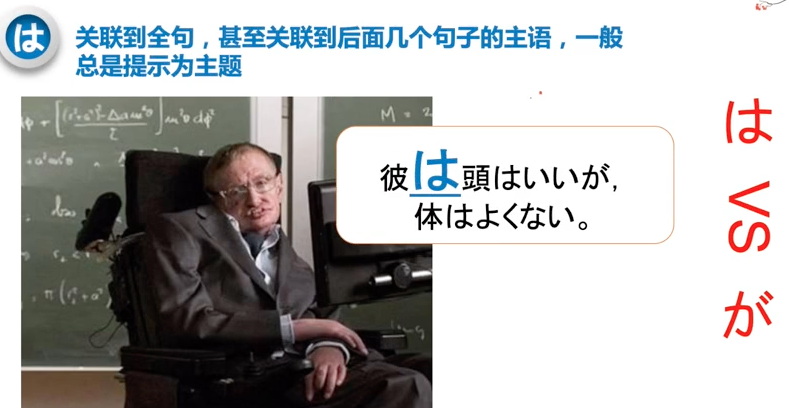 は
关联到全句，甚至关联到后面几个句子的主语，一般
总是提示为主题
M = 2
彼は頭はいいが，
体はよくない。
は VS が